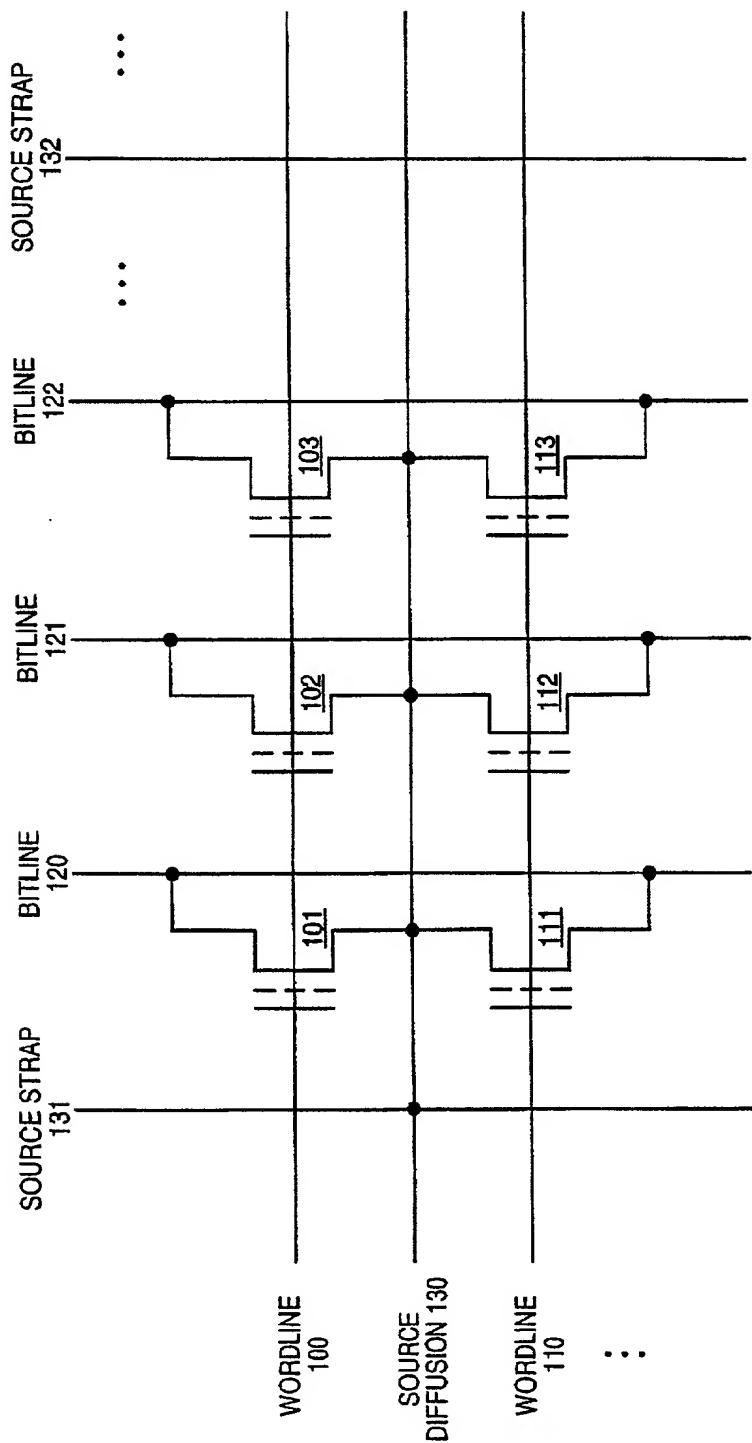 SOURCE STRAP
131
BITLINE
120
BITLINE
121
BITLINE
122
SOURCE STRAP
132
...
...
WORDLINE
100
101
102
103
SOURCE
DIFFUSION 130
WORDLINE
110
111
112
113
...